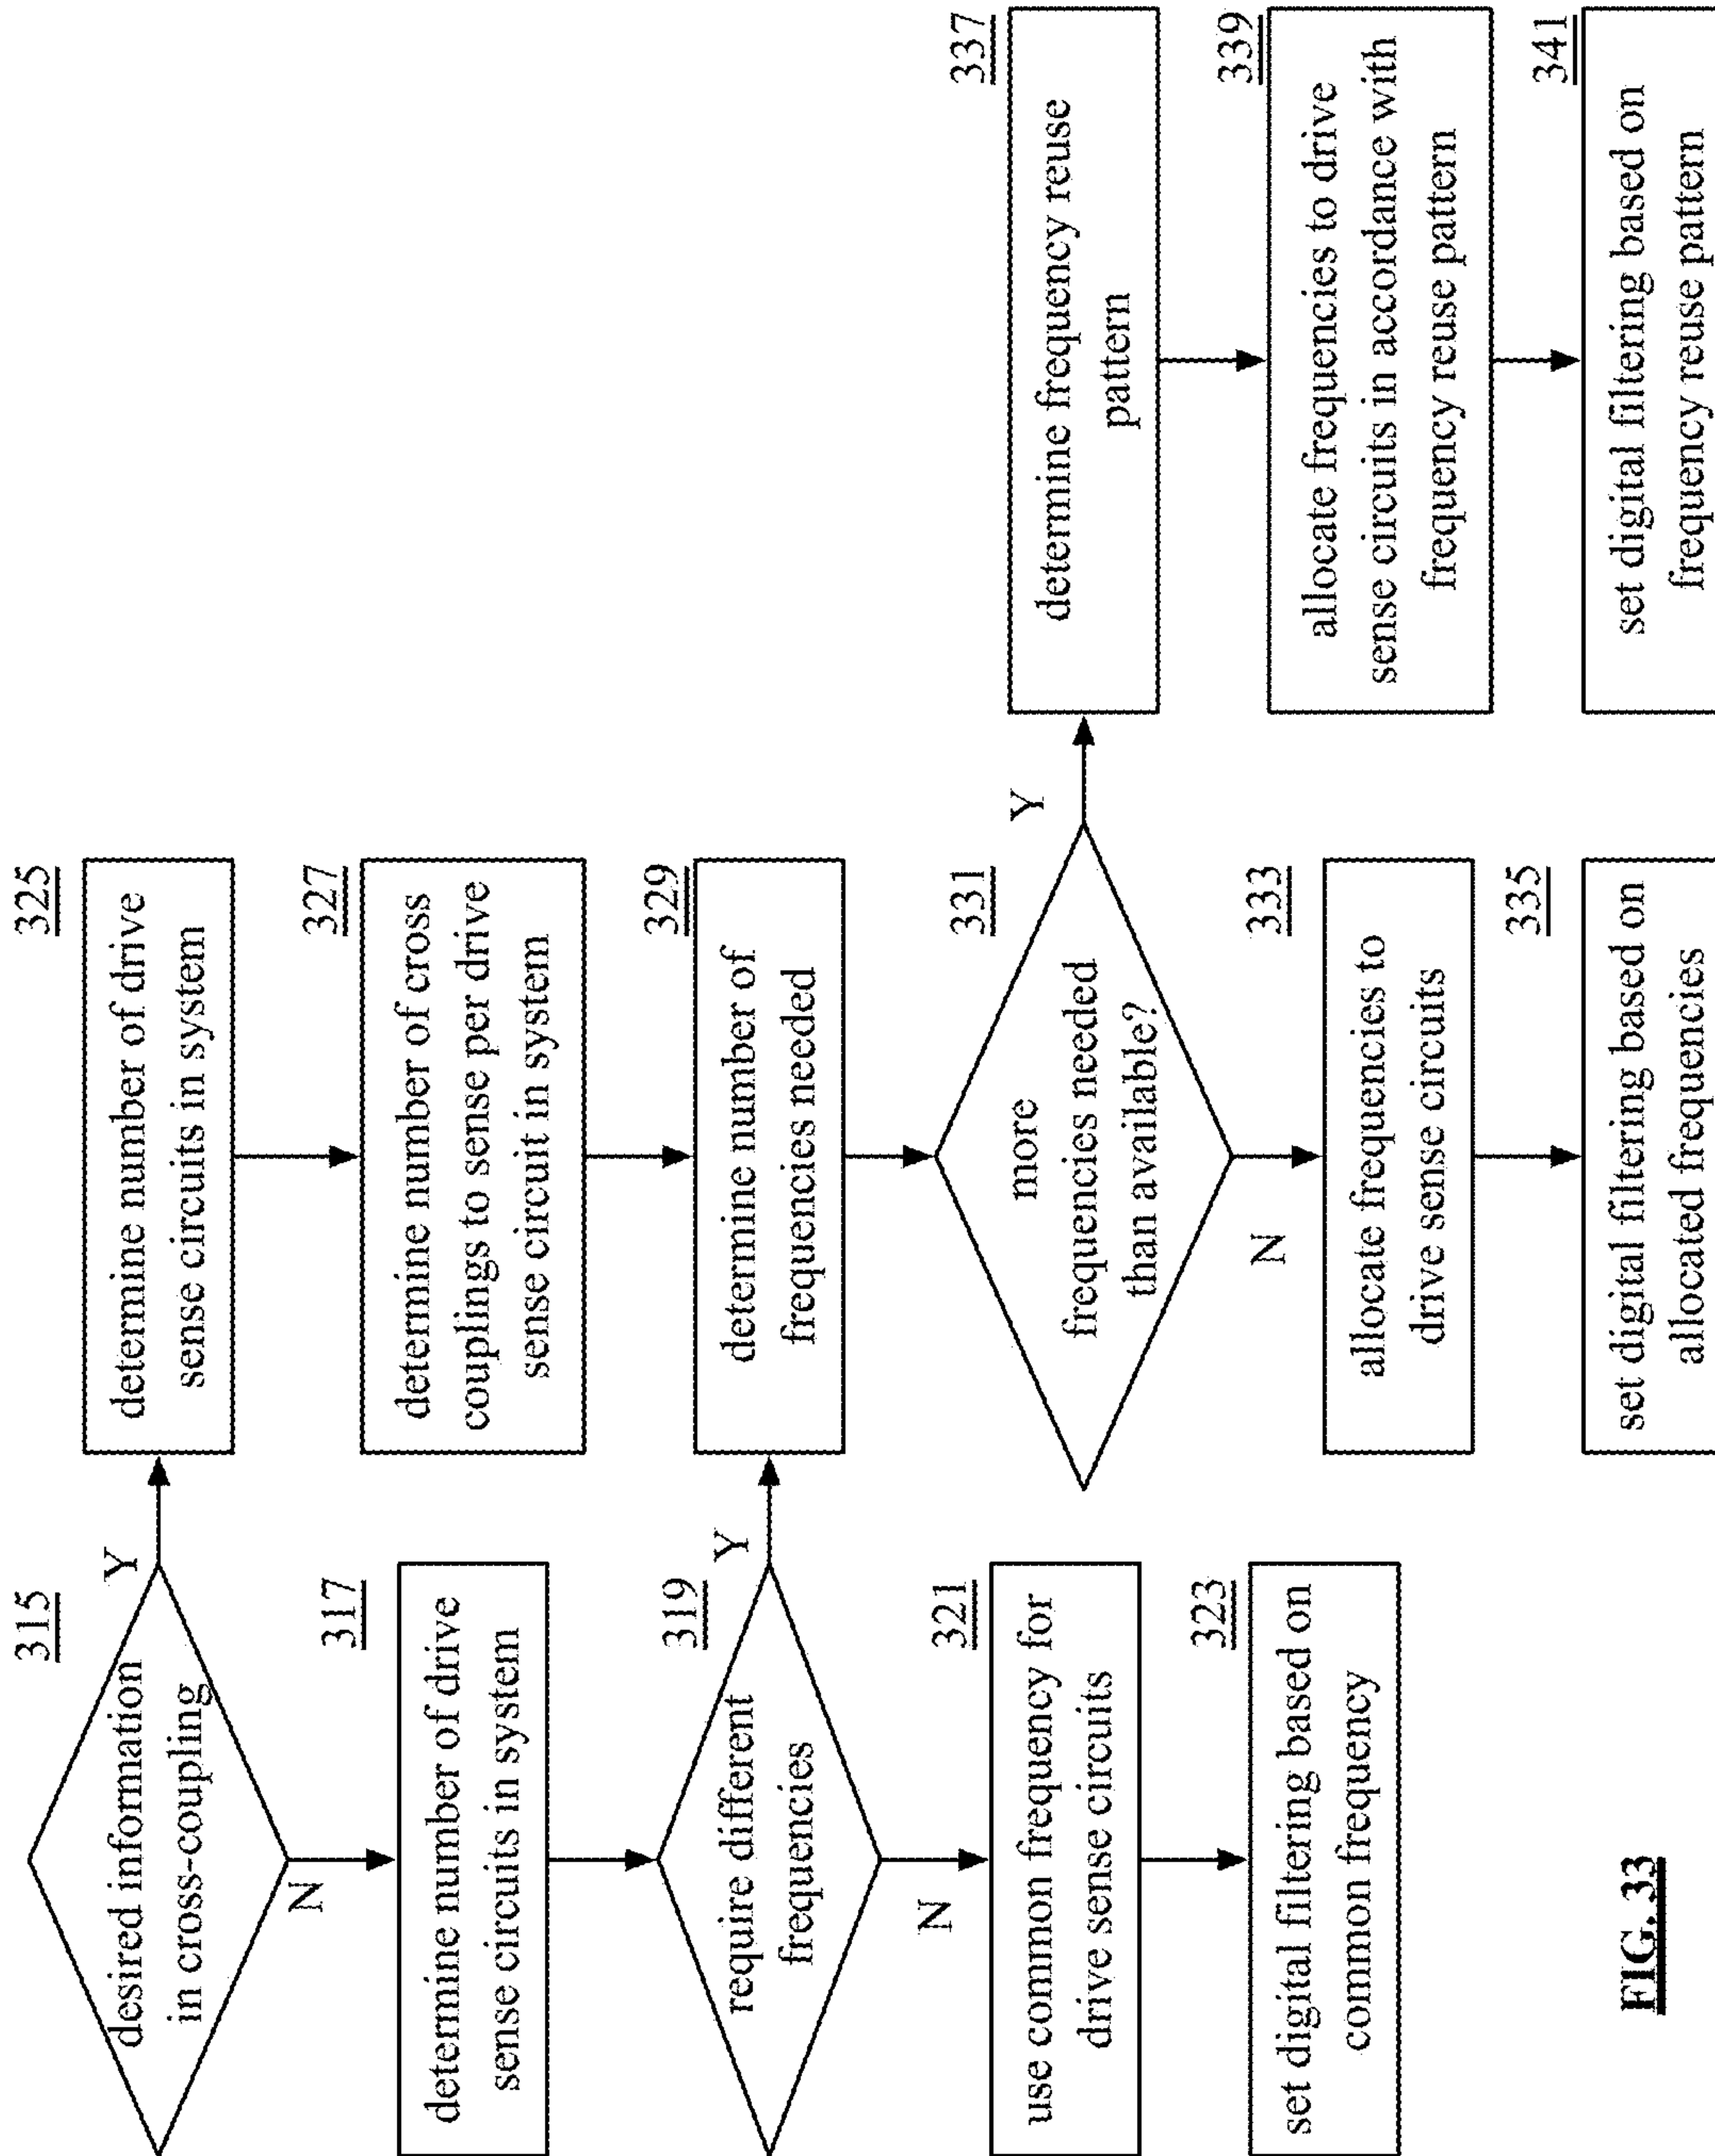 315
desired information
in cross-coupling
Y
N
317
determine number of drive
sense circuits in system
319
require different
frequencies
Y
N
321
use common frequency for
drive sense circuits
323
set digital filtering based on
common frequency
325
determine number of drive
sense circuits in system
327
determine number of cross
couplings to sense per drive
sense circuit in system
329
determine number of
frequencies needed
331
more
frequencies needed
than available?
Y
N
333
allocate frequencies to
drive sense circuits
335
set digital filtering based on
allocated frequencies
337
determine frequency reuse
pattern
339
allocate frequencies to drive
sense circuits in accordance with
frequency reuse pattern
341
set digital filtering based on
frequency reuse pattern
FIG. 33